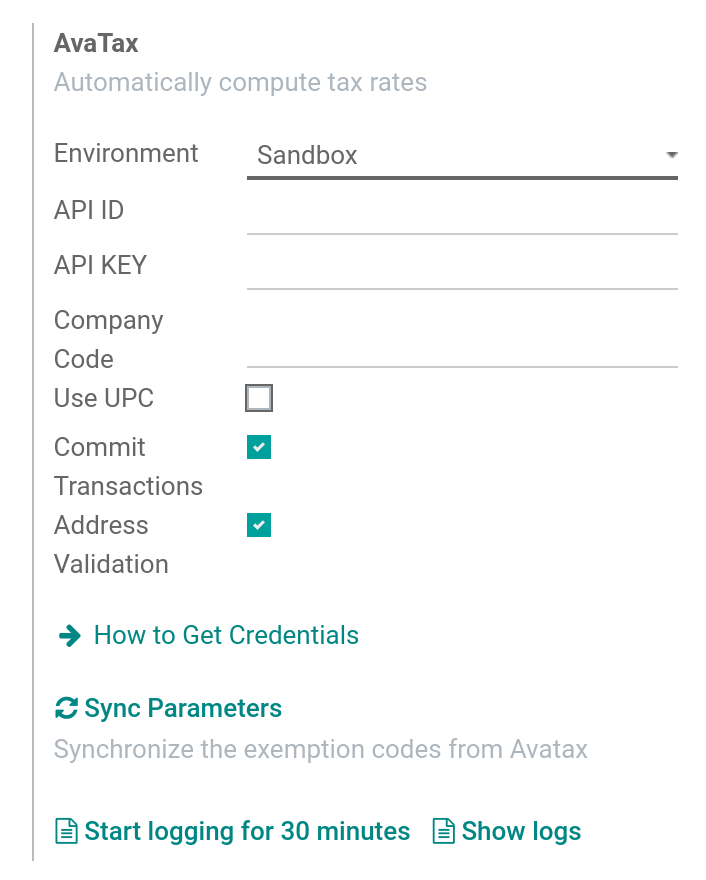 AvaTax
Automatically compute tax rates
Environment Sandbox
API ID
API KEY
Company
Code
Use UPC
Commit
Transactions
Address
Validation
How to Get Credentials
Sync Parameters
Synchronize the exemption codes from Avatax
Start logging for 30 minutes Show logs